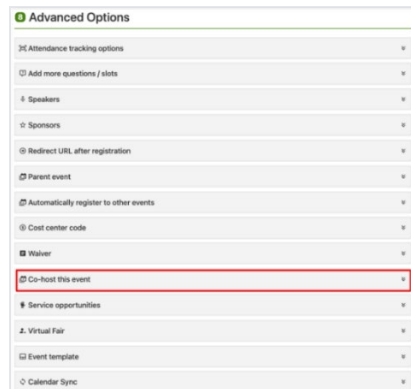 8 Advanced Options
Attendance tracking options
Add more questions / slots
Speakers
Sponsors
Redirect URL after registration
Parent event
Automatically register to other events
Cost center code
Waiver
Co-host this event
Service opportunities
Virtual Fair
Event template
Calendar Sync